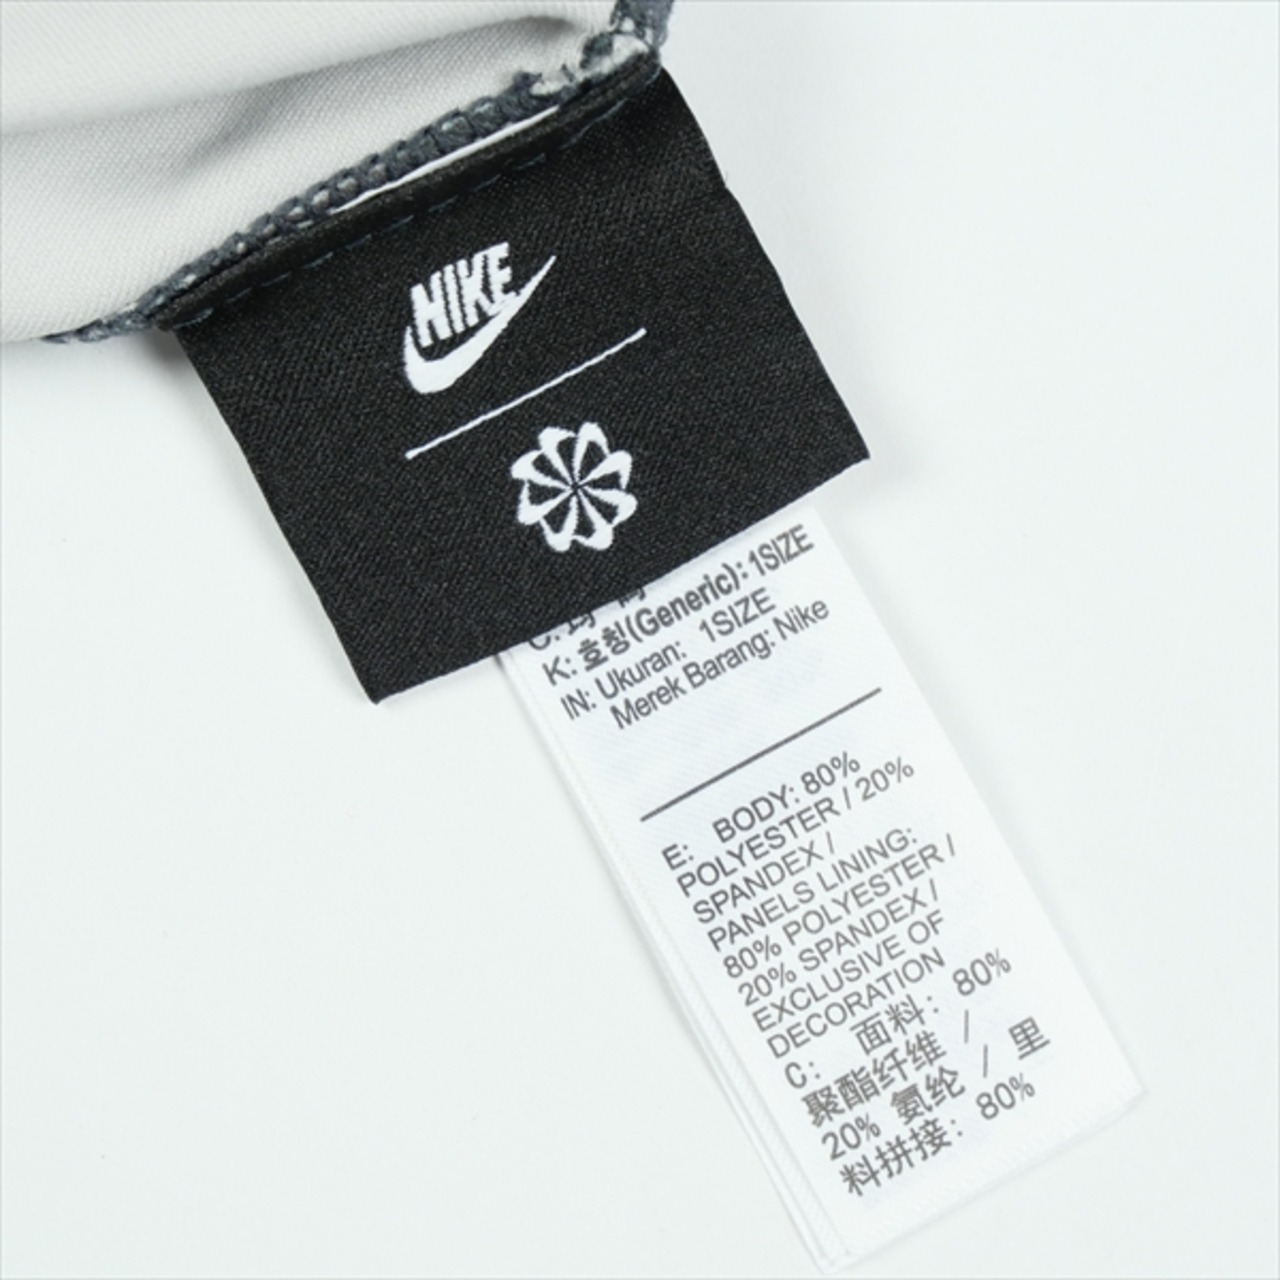 NIKE
K: 호칭(Generic): 1SIZE
IN: Ukuran: 1SIZE
Merek Barang: Nike
E: BODY: 80%
POLYESTER / 20%
SPANDEX /
PANELS LINING:
80% POLYESTER /
20% SPANDEX /
EXCLUSIVE OF
DECORATION
C: 面料: 80%
聚酯纤维 /
20% 氨纶 / 里
料拼接: 80%